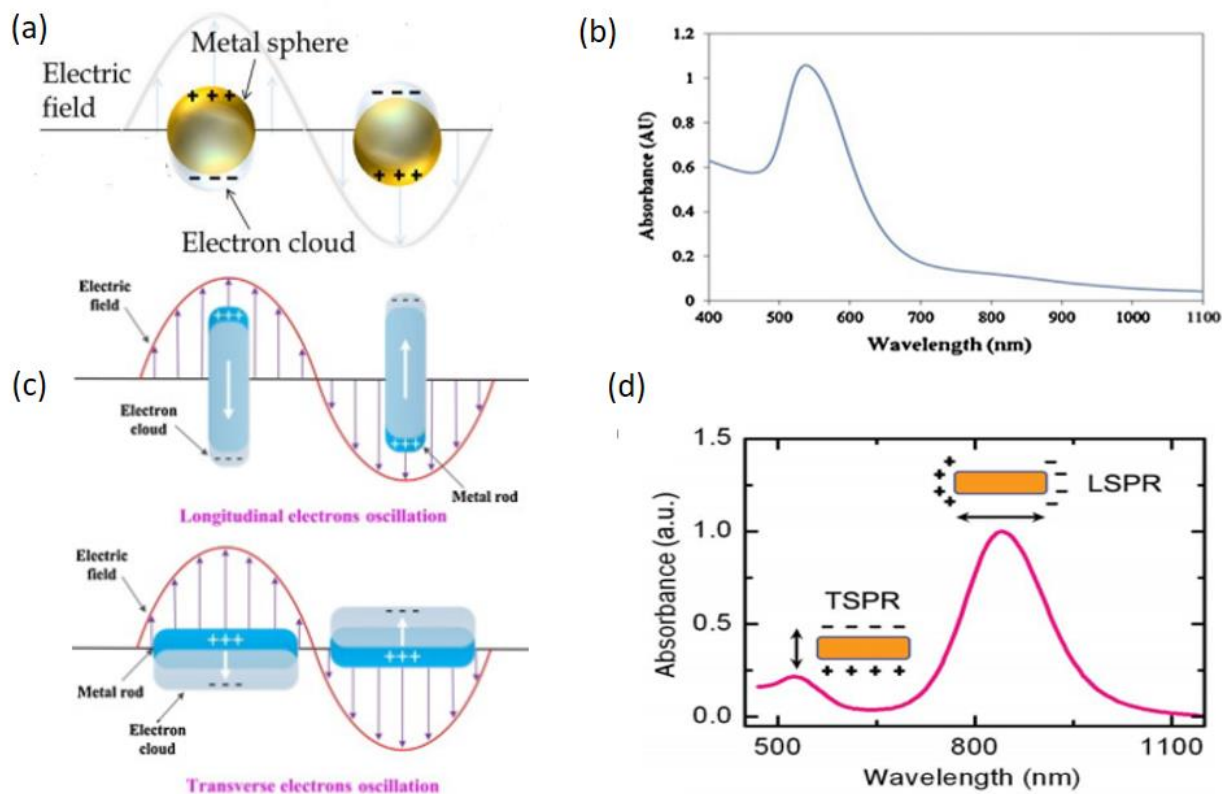 (a)
Metal sphere
Electric
field
+ + +
- - -
- - -
+ + +
Electron cloud
(b)
1.2
1
0.8
0.6
0.4
0.2
0
Absorbance (AU)
400 500 600 700 800 900 1000 1100
Wavelength (nm)
(c)
Electric
field
+++
- - -
- - -
+++
Electron
cloud
Metal rod
Longitudinal electrons oscillation
Electric
field
+++
- - -
- - -
+++
Metal rod
Electron
cloud
Transverse electrons oscillation
(d)
1.5
1.0
0.5
0.0
Absorbance (a.u.)
+ + + +
- - - - -
LSPR
TSPR
- - - - -
+ + + +
500 800 1100
Wavelength (nm)